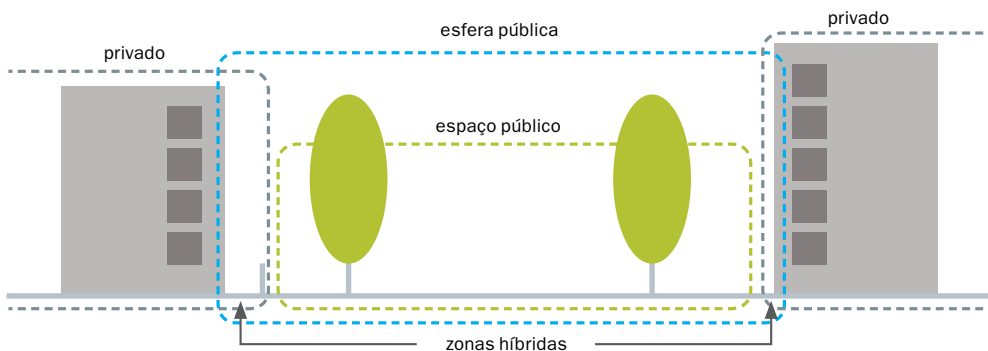 privado
esfera pública
privado
espaço público
zonas híbridas